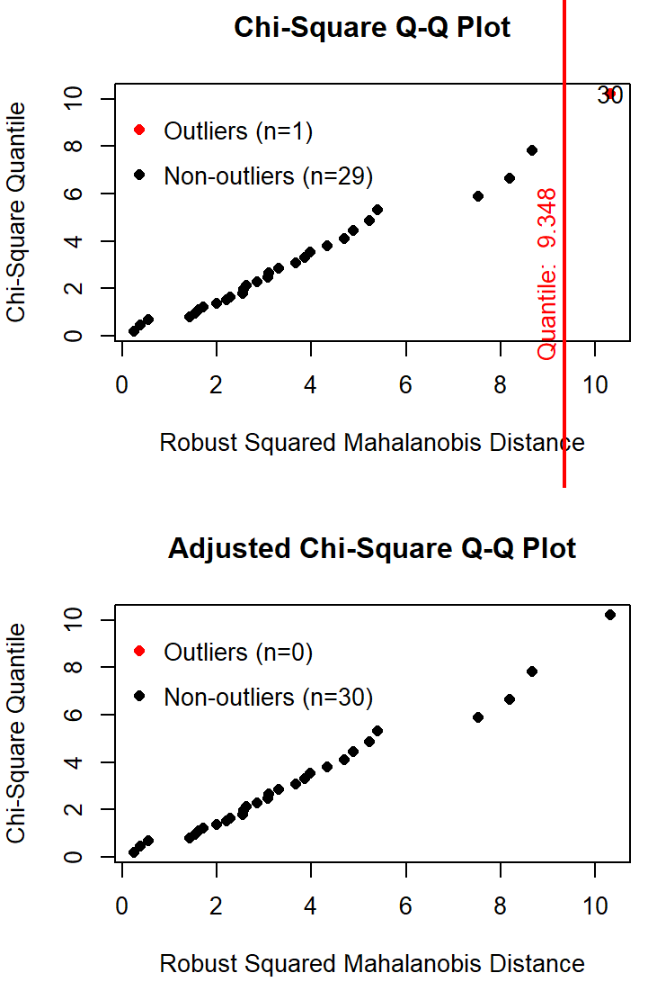 Chi-Square Q-Q Plot
Chi-Square Quantile
10
8
6
4
2
0
Outliers (n=1)
Non-outliers (n=29)
30
Quantile: 9.348
0 2 4 6 8 10
Robust Squared Mahalanobis Distance
Adjusted Chi-Square Q-Q Plot
Chi-Square Quantile
10
8
6
4
2
0
Outliers (n=0)
Non-outliers (n=30)
0 2 4 6 8 10
Robust Squared Mahalanobis Distance